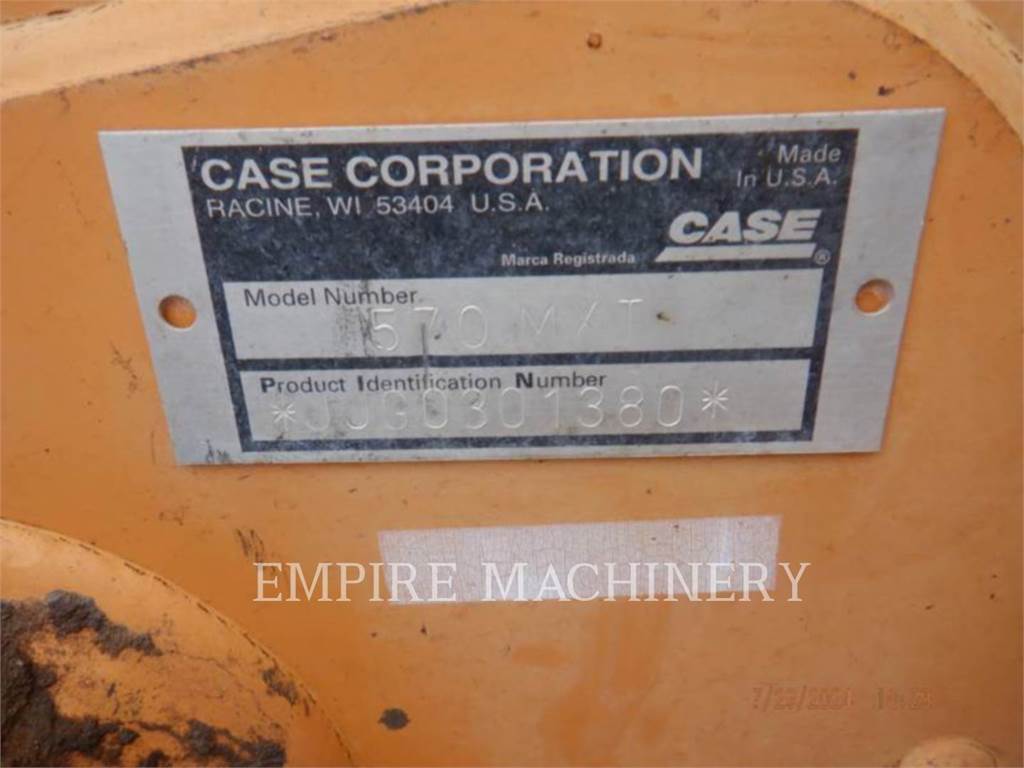 CASE CORPORATION
Made
In U.S.A.
RACINE, WI 53404 U.S.A.
CASE
Marca Registrada
®
Model Number
570 MXT
Product Identification Number
*JJG0301380*
EMPIRE MACHINERY